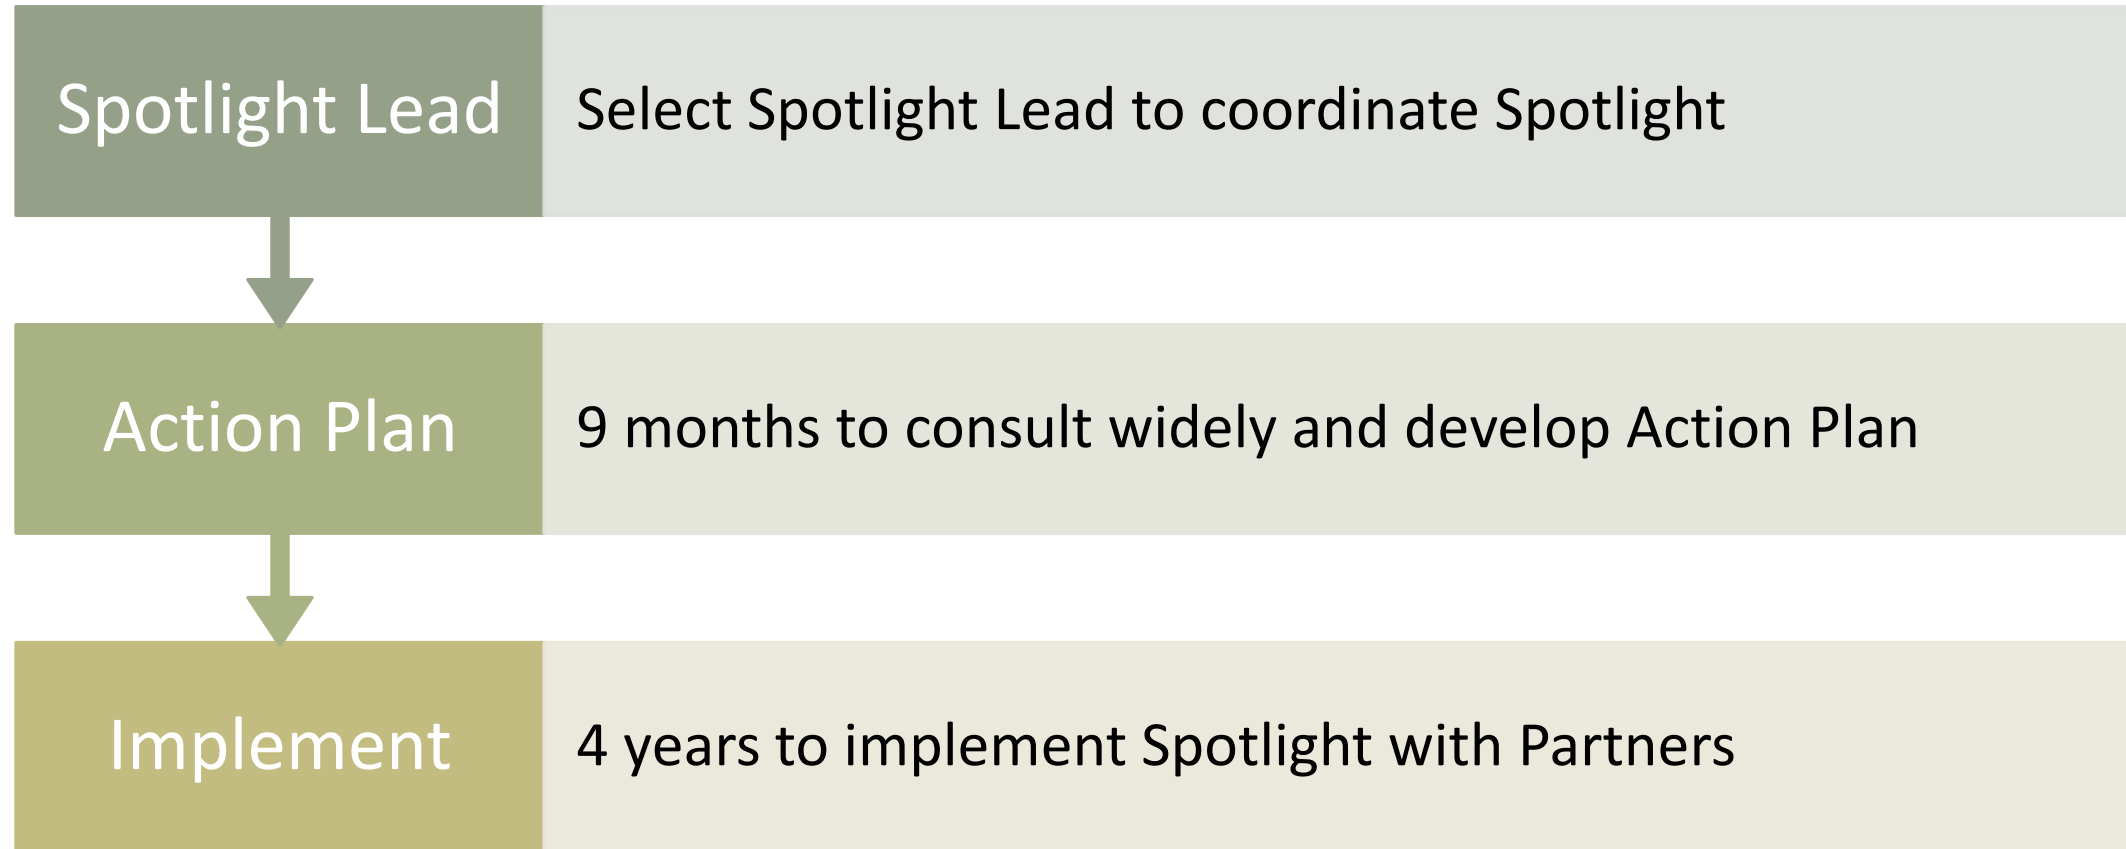 Spotlight Lead
Select Spotlight Lead to coordinate Spotlight
Action Plan
9 months to consult widely and develop Action Plan
Implement
4 years to implement Spotlight with Partners